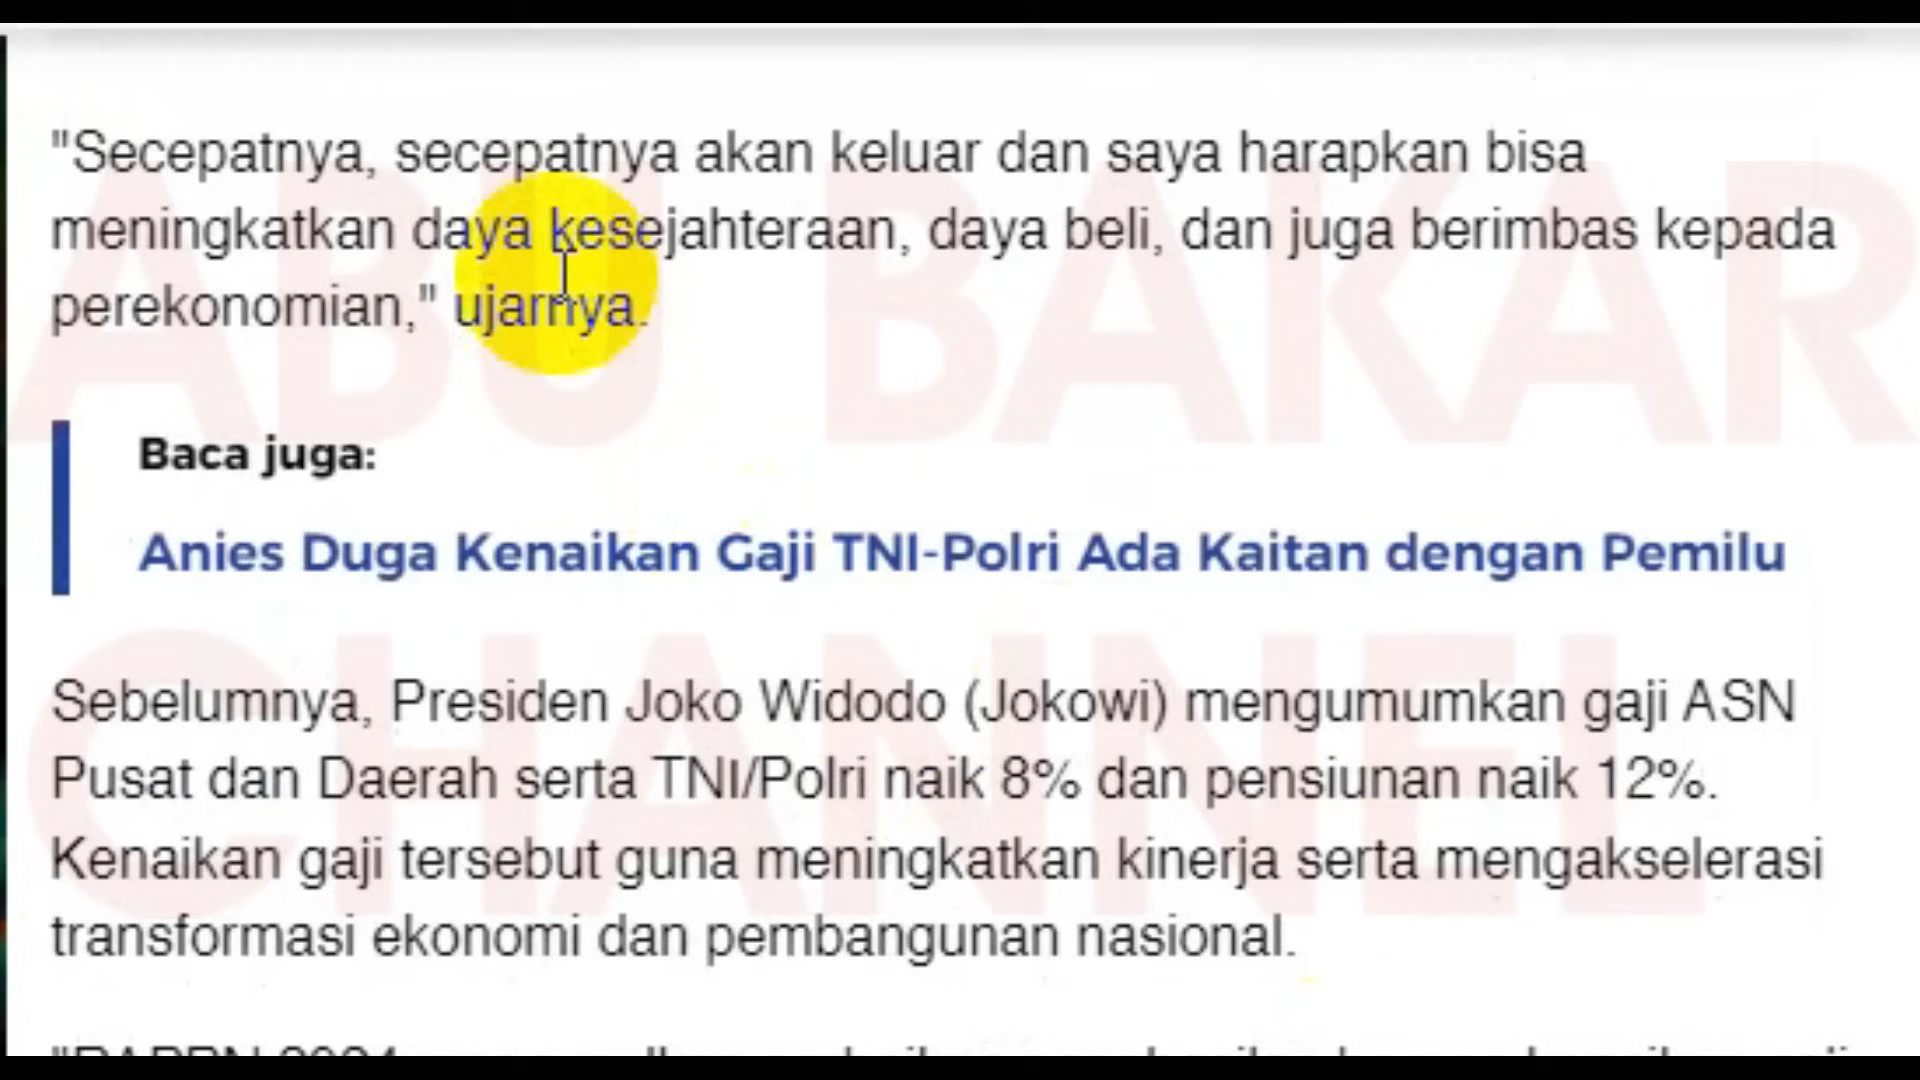 "Secepatnya, secepatnya akan keluar dan saya harapkan bisa
meningkatkan daya kesejahteraan, daya beli, dan juga berimbas kepada
perekonomian," ujarnya.
Baca juga:
Anies Duga Kenaikan Gaji TNI-Polri Ada Kaitan dengan Pemilu
Sebelumnya, Presiden Joko Widodo (Jokowi) mengumumkan gaji ASN
Pusat dan Daerah serta TNI/Polri naik 8% dan pensiunan naik 12%.
Kenaikan gaji tersebut guna meningkatkan kinerja serta mengakselerasi
transformasi ekonomi dan pembangunan nasional.
ABU BAKAR
CHANNEL